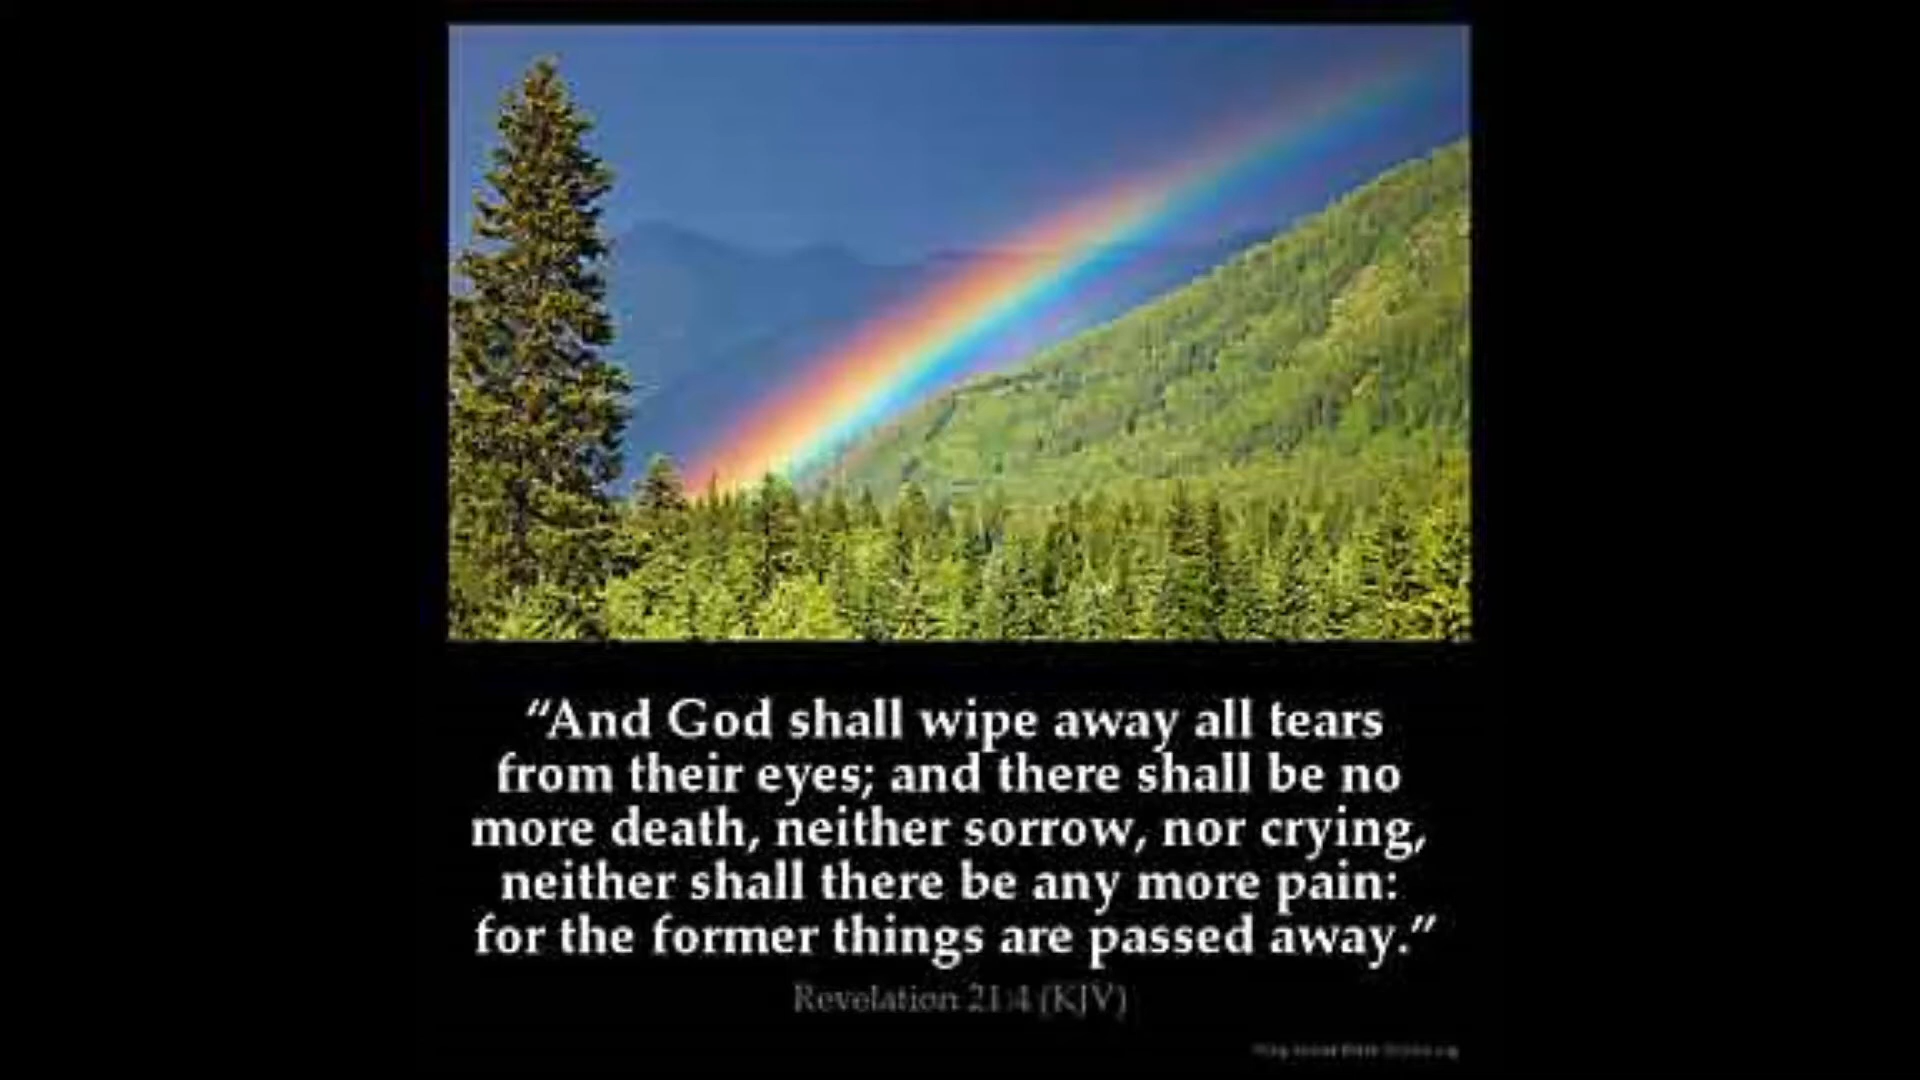 “And God shall wipe away all tears
from their eyes; and there shall be no
more death, neither sorrow, nor crying,
neither shall there be any more pain:
for the former things are passed away.”
Revelation 21:4 (KJV)